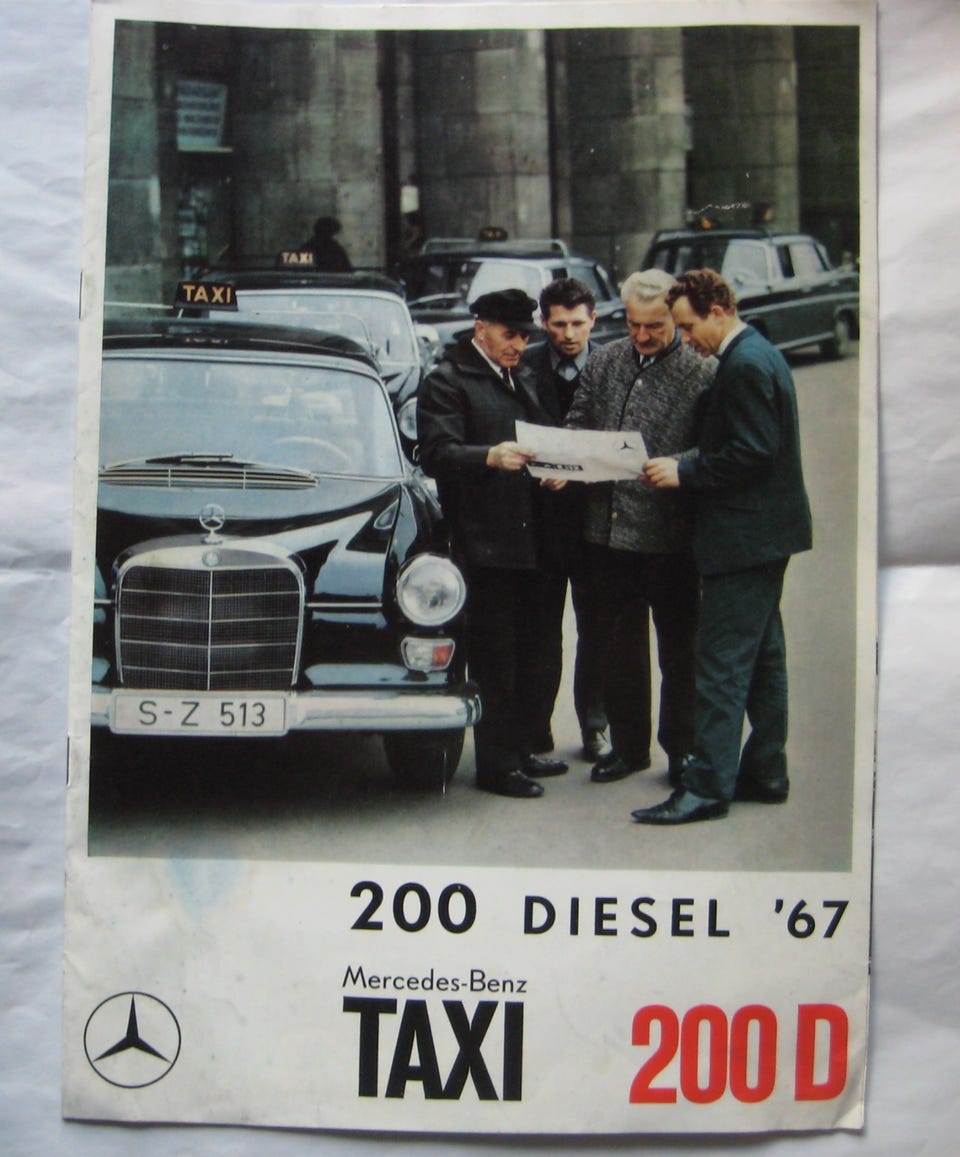 TAXI
TAXI
S-Z 513
200 DIESEL '67
Mercedes-Benz
TAXI 200 D